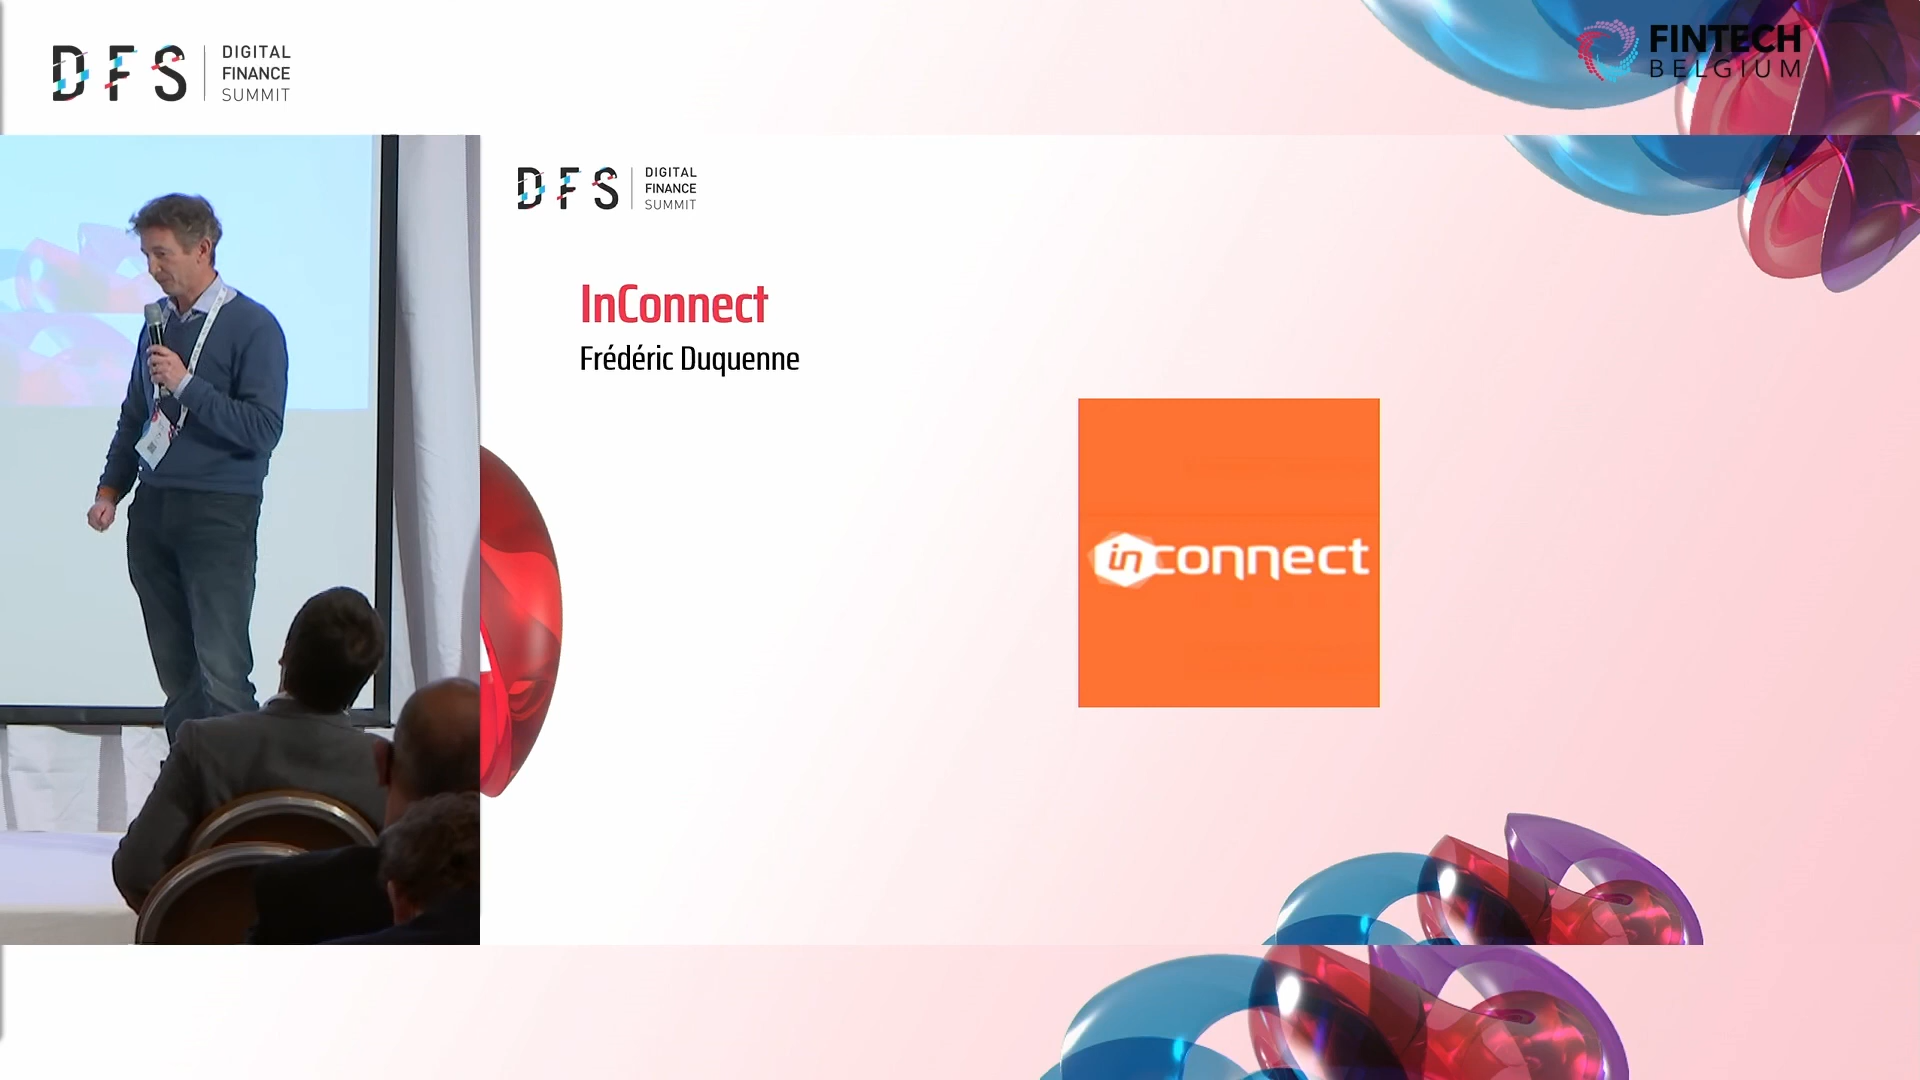 DFS
DIGITAL
FINANCE
SUMMIT
FINTECH
BELGIUM
DFS
DIGITAL
FINANCE
SUMMIT
InConnect
Frédéric Duquenne
inconnect